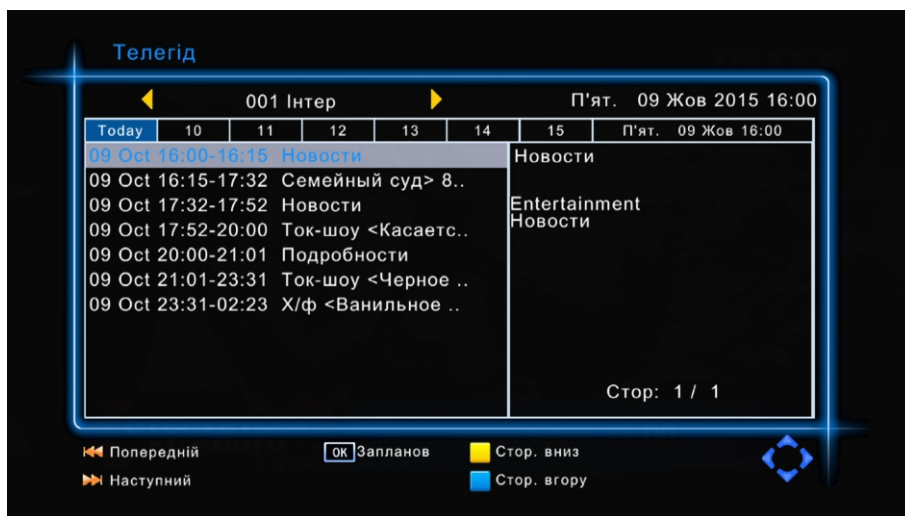 Телегід
001 Інтер
П'ят. 09 Жов 2015 16:00
Today 10 11 12 13 14 15 П'ят. 09 Жов 16:00
09 Oct 16:00-16:15 Новости
09 Oct 16:15-17:32 Семейный суд> 8..
09 Oct 17:32-17:52 Новости
09 Oct 17:52-20:00 Ток-шоу <Касаетс..
09 Oct 20:00-21:01 Подробности
09 Oct 21:01-23:31 Ток-шоу <Черное ..
09 Oct 23:31-02:23 Х/ф <Ванильное ..
Новости
Entertainment
Новости
Стор: 1 / 1
Попередній
OK Запланов
Стор. вниз
Наступний
Стор. вгору